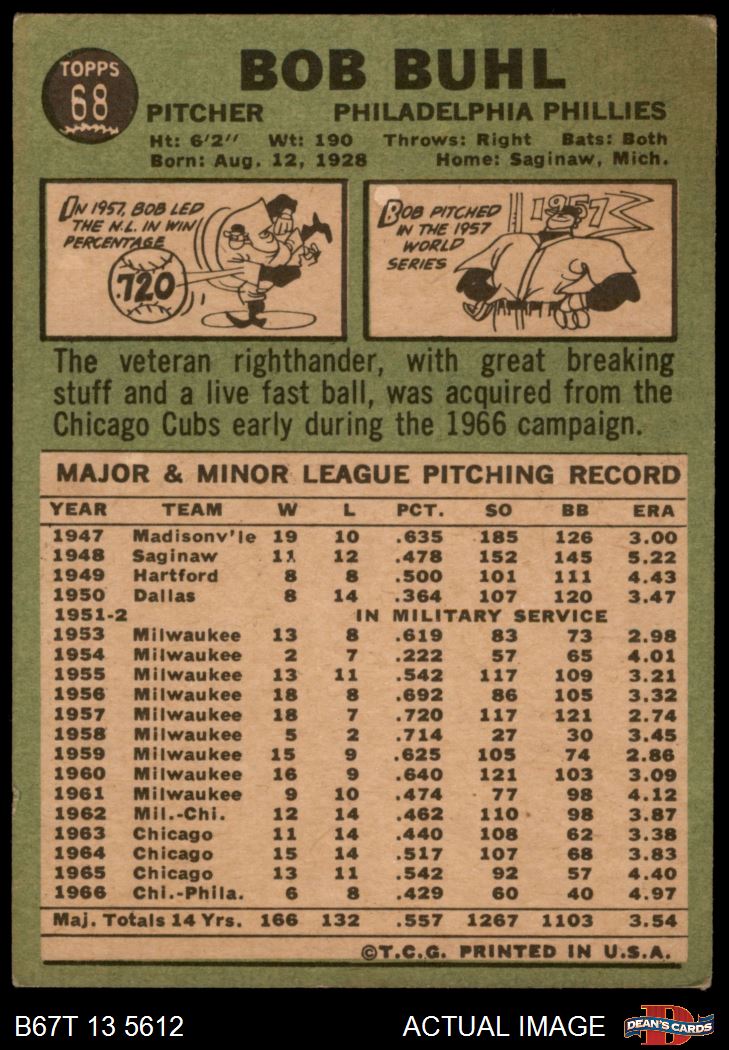 TOPPS
68
BOB BUHL
PITCHER PHILADELPHIA PHILLIES
Ht: 6'2" Wt: 190 Throws: Right Bats: Both
Born: Aug. 12, 1928 Home: Saginaw, Mich.
IN 1957, BOB LED
THE N.L. IN WIN
PERCENTAGE
.720
BOB PITCHED
IN THE 1957
WORLD
SERIES
1957
The veteran righthander, with great breaking
stuff and a live fast ball, was acquired from the
Chicago Cubs early during the 1966 campaign.
MAJOR & MINOR LEAGUE PITCHING RECORD
YEAR TEAM W L PCT. SO BB ERA
1947 Madisonv'le 19 10 .635 185 126 3.00
1948 Saginaw 11 12 .478 152 145 5.22
1949 Hartford 8 8 .500 101 111 4.43
1950 Dallas 8 14 .364 107 120 3.47
1951-2 IN MILITARY SERVICE
1953 Milwaukee 13 8 .619 83 73 2.98
1954 Milwaukee 2 7 .222 57 65 4.01
1955 Milwaukee 13 11 .542 117 109 3.21
1956 Milwaukee 18 8 .692 86 105 3.32
1957 Milwaukee 18 7 .720 117 121 2.74
1958 Milwaukee 5 2 .714 27 30 3.45
1959 Milwaukee 15 9 .625 105 74 2.86
1960 Milwaukee 16 9 .640 121 103 3.09
1961 Milwaukee 9 10 .474 77 98 4.12
1962 Mil.-Chi. 12 14 .462 110 98 3.87
1963 Chicago 11 14 .440 108 62 3.38
1964 Chicago 15 14 .517 107 68 3.83
1965 Chicago 13 11 .542 92 57 4.40
1966 Chi.-Phila. 6 8 .429 60 40 4.97
Maj. Totals 14 Yrs. 166 132 .557 1267 1103 3.54
©T.C.G. PRINTED IN U.S.A.
B67T 13 5612 ACTUAL IMAGE
D
DEAN'S CARDS